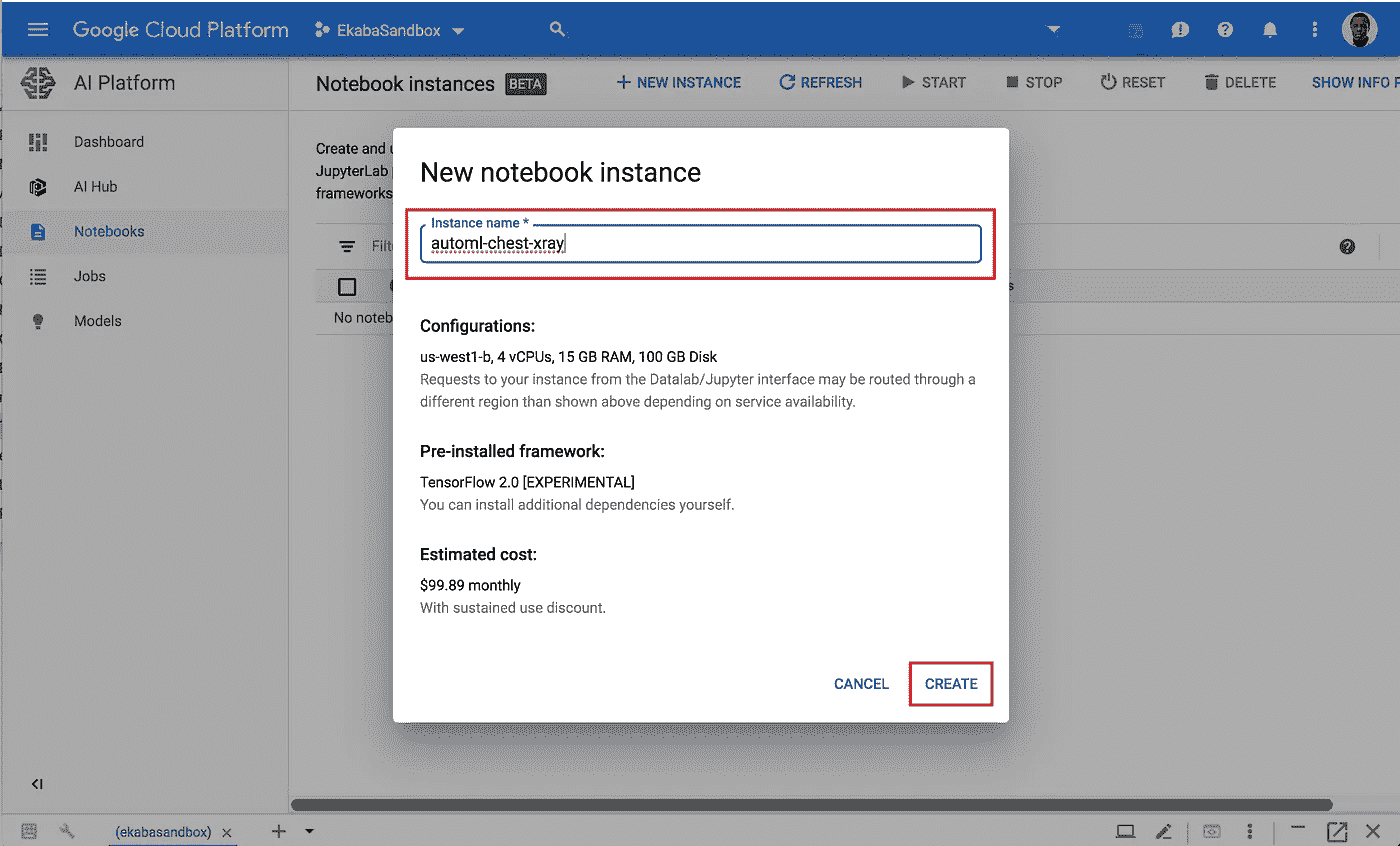 Google Cloud Platform EkabaSandbox
AI Platform
Notebook instances BETA NEW INSTANCE REFRESH START STOP RESET DELETE SHOW INFO P
Dashboard
AI Hub
Notebooks
Jobs
Models
Create and u
JupyterLab
frameworks
Filt
No noteb
s
New notebook instance
Instance name *
automl-chest-xray
Configurations:
us-west1-b, 4 vCPUs, 15 GB RAM, 100 GB Disk
Requests to your instance from the Datalab/Jupyter interface may be routed through a
different region than shown above depending on service availability.
Pre-installed framework:
TensorFlow 2.0 [EXPERIMENTAL]
You can install additional dependencies yourself.
Estimated cost:
$99.89 monthly
With sustained use discount.
CANCEL CREATE
(ekabasandbox)